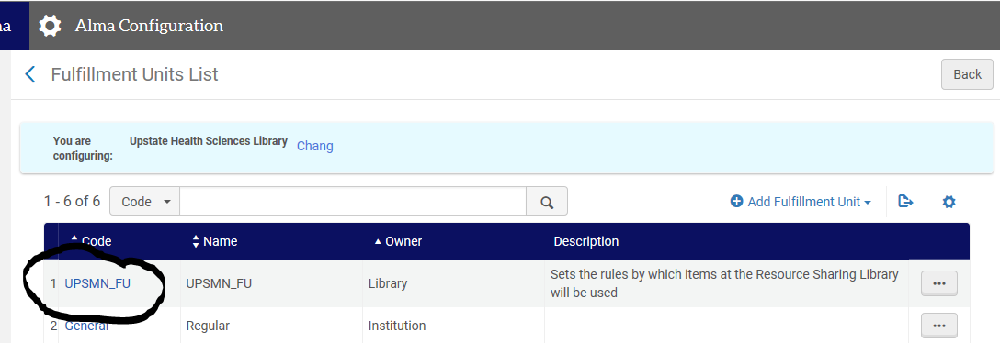 na Alma Configuration
Fulfillment Units List Back
You are configuring: Upstate Health Sciences Library Chang
1 - 6 of 6 Code Add Fulfillment Unit
Code Name Owner Description
1 UPSMN_FU UPSMN_FU Library Sets the rules by which items at the Resource Sharing Library
will be used
2 General Regular Institution -